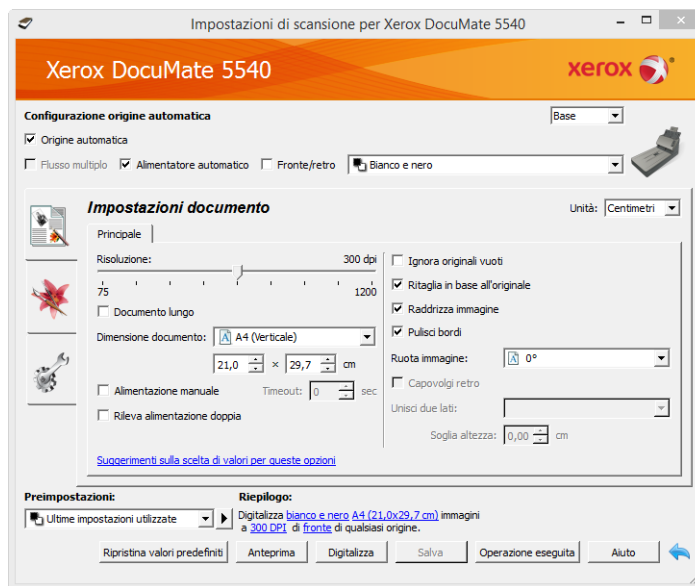 Impostazioni di scansione per Xerox DocuMate 5540
Xerox DocuMate 5540
xerox
Configurazione origine automatica
Base
Origine automatica
Flusso multiplo Alimentatore automatico Fronte/retro Bianco e nero
Impostazioni documento
Unità: Centimetri
Principale
Risoluzione: 300 dpi
75 1200
Documento lungo
Dimensione documento: A4 (Verticale)
21,0 × 29,7 cm
Alimentazione manuale Timeout: 0 sec
Rileva alimentazione doppia
Suggerimenti sulla scelta di valori per queste opzioni
Ignora originali vuoti
Ritaglia in base all'originale
Raddrizza immagine
Pulisci bordi
Ruota immagine: 0°
Capovolgi retro
Unisci due lati:
Soglia altezza: 0,00 cm
Preimpostazioni:
Ultime impostazioni utilizzate
Riepilogo:
Digitalizza bianco e nero A4 (21,0x29,7 cm) immagini
a 300 DPI di fronte di qualsiasi origine.
Ripristina valori predefiniti Anteprima Digitalizza Salva Operazione eseguita Aiuto